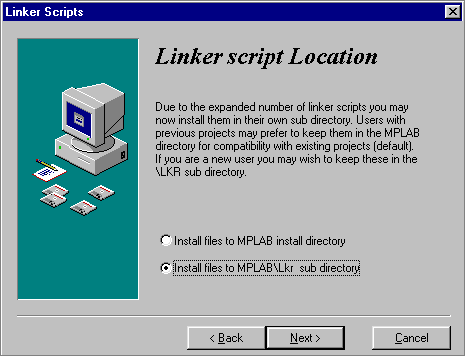 Linker Scripts
Linker script Location
Due to the expanded number of linker scripts you may
now install them in their own sub directory. Users with
previous projects may prefer to keep them in the MPLAB
directory for compatibility with existing projects (default).
If you are a new user you may wish to keep these in the
\LKR sub directory.
Install files to MPLAB install directory
Install files to MPLAB\Lkr sub directory
< Back
Next >
Cancel